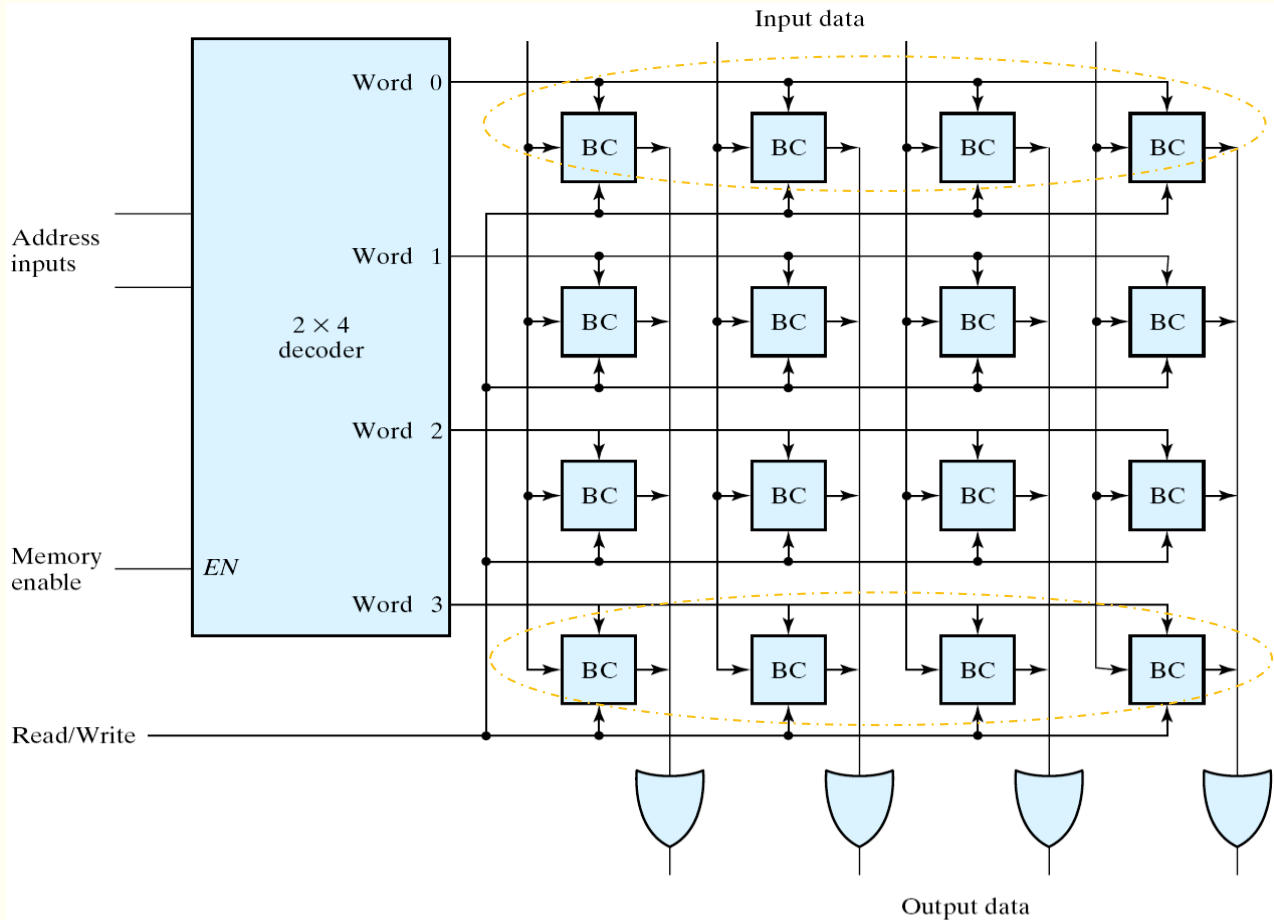 Input data
Word 0
BC BC BC BC
Address
inputs
Word 1
2 × 4
decoder
BC BC BC BC
Word 2
BC BC BC BC
Memory
enable
EN
Word 3
BC BC BC BC
Read/Write
Output data